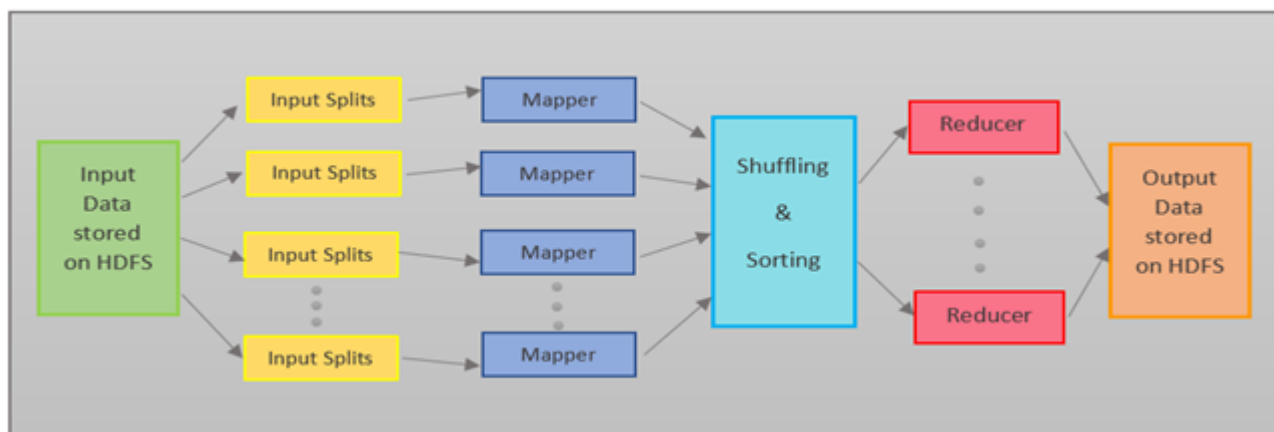 Input
Data
stored
on HDFS
Input Splits
Input Splits
Input Splits
Input Splits
Mapper
Mapper
Mapper
Mapper
Shuffling
&
Sorting
Reducer
Reducer
Output
Data
stored
on HDFS